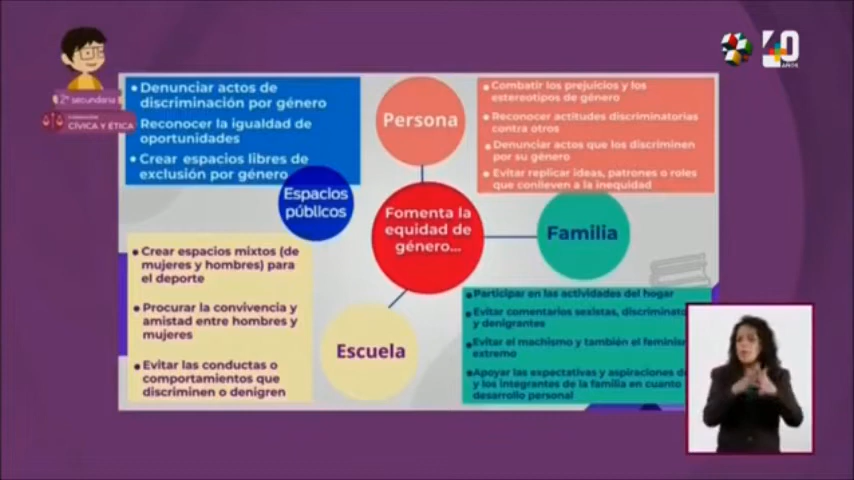 40
AÑOS
2º secundaria
CÍVICA Y ÉTICA
• Denunciar actos de
discriminación por género
Reconocer la igualdad de
oportunidades
• Crear espacios libres de
exclusión por género
Espacios
públicos
Persona
• Combatir los prejuicios y los
estereotipos de género
• Reconocer actitudes discriminatorias
contra otros
• Denunciar actos que los discriminen
por su género
• Evitar replicar ideas, patrones o roles
que conlleven a la inequidad
Fomenta la
equidad de
género...
Familia
• Crear espacios mixtos (de
mujeres y hombres) para
el deporte
• Procurar la convivencia y
amistad entre hombres y
mujeres
• Evitar las conductas o
comportamientos que
discriminen o denigren
Escuela
• Participar en las actividades del hogar
• Evitar comentarios sexistas, discriminato
y denigrantes
• Evitar el machismo y también el feminis
extremo
• Apoyar las expectativas y aspiraciones d
y los integrantes de la familia en cuanto
desarrollo personal